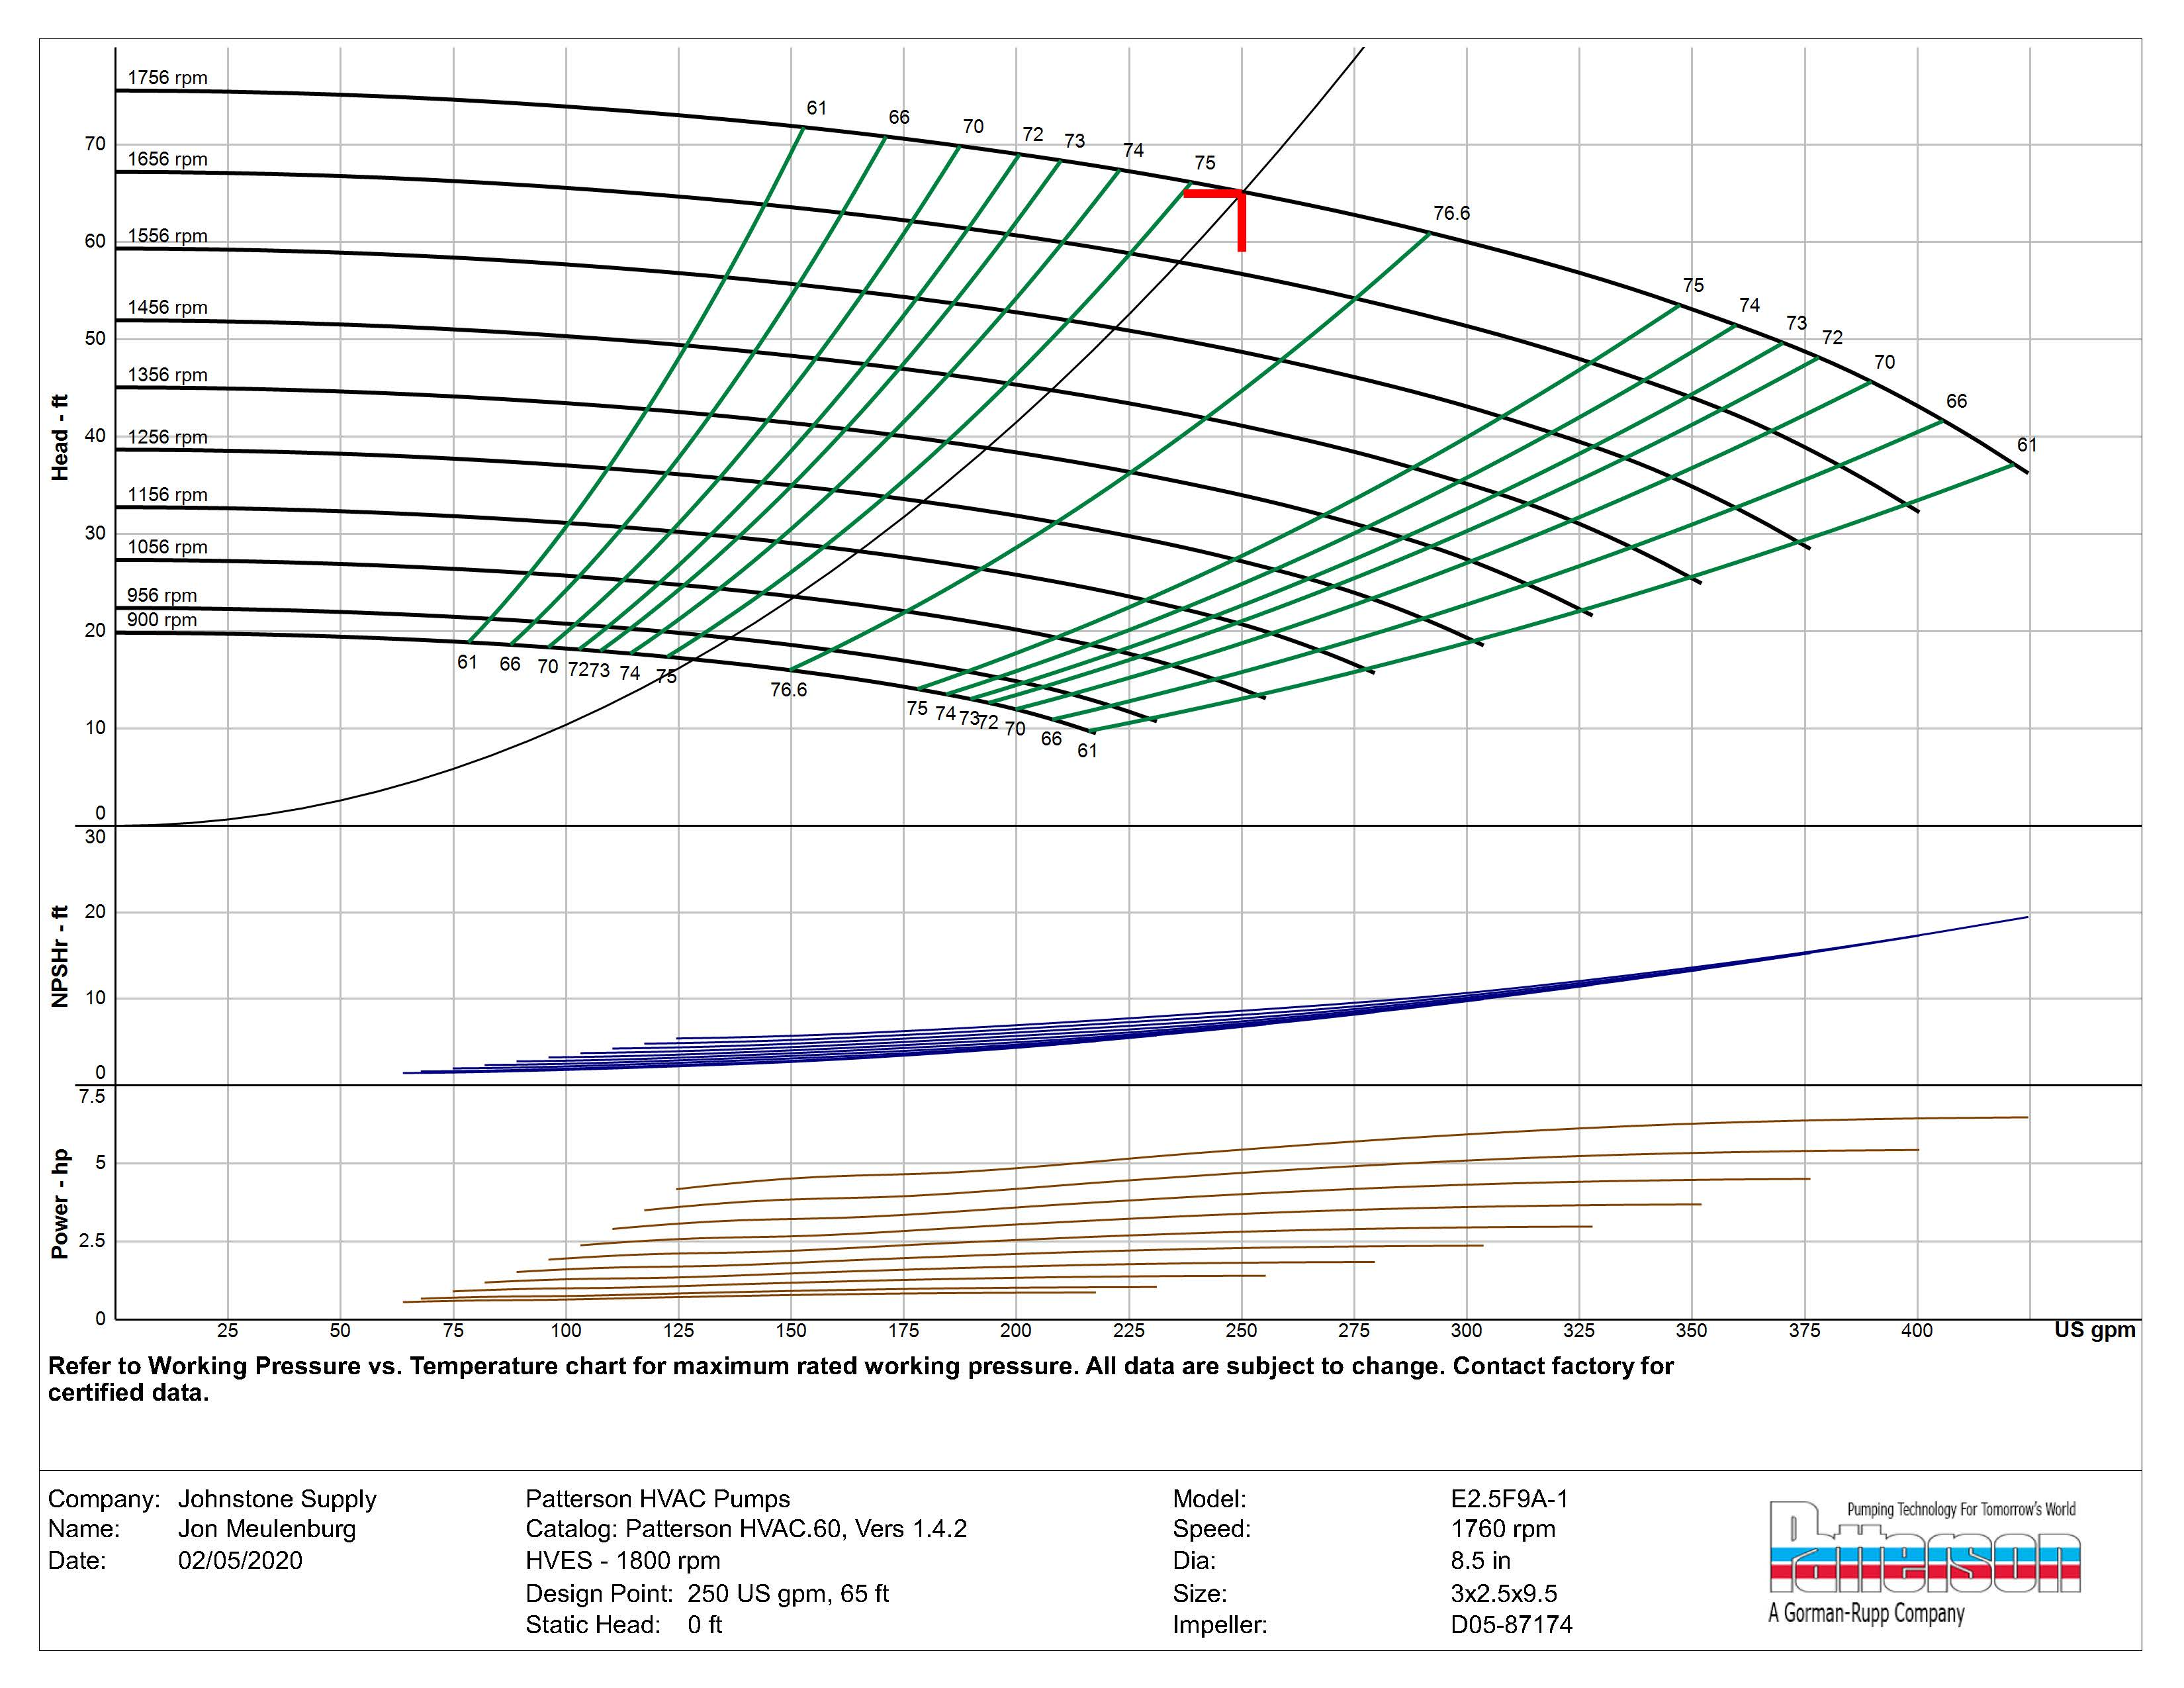 1756 rpm
61
66
70
72
73
74
75
76.6
75
74
73
72
70
66
61
1656 rpm
1556 rpm
1456 rpm
1356 rpm
1256 rpm
1156 rpm
1056 rpm
956 rpm
900 rpm
61
66
70
72
73
74
75
76.6
75
74
73
72
70
66
61
Head - ft
70
60
50
40
30
20
10
0
NPSHr - ft
30
20
10
0
Power - hp
7.5
5
2.5
0
25 50 75 100 125 150 175 200 225 250 275 300 325 350 375 400 US gpm
Refer to Working Pressure vs. Temperature chart for maximum rated working pressure. All data are subject to change. Contact factory for
certified data.
Company: Johnstone Supply
Name: Jon Meulenburg
Date: 02/05/2020
Patterson HVAC Pumps
Catalog: Patterson HVAC.60, Vers 1.4.2
HVES - 1800 rpm
Design Point: 250 US gpm, 65 ft
Static Head: 0 ft
Model: E2.5F9A-1
Speed: 1760 rpm
Dia: 8.5 in
Size: 3x2.5x9.5
Impeller: D05-87174
Pumping Technology For Tomorrow's World
Patterson
A Gorman-Rupp Company